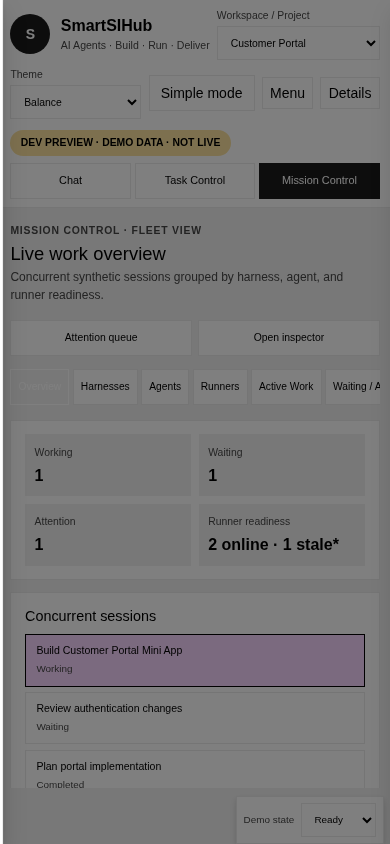 S
SmartSIHub
AI Agents · Build · Run · Deliver
Workspace / Project
Customer Portal
Theme
Balance
Simple mode
Menu
Details
DEV PREVIEW · DEMO DATA · NOT LIVE
Chat
Task Control
Mission Control
MISSION CONTROL · FLEET VIEW
Live work overview
Concurrent synthetic sessions grouped by harness, agent, and
runner readiness.
Attention queue
Open inspector
Overview
Harnesses
Agents
Runners
Active Work
Waiting / A
Working
1
Waiting
1
Attention
1
Runner readiness
2 online · 1 stale*
Concurrent sessions
Build Customer Portal Mini App
Working
Review authentication changes
Waiting
Plan portal implementation
Completed
Demo state
Ready